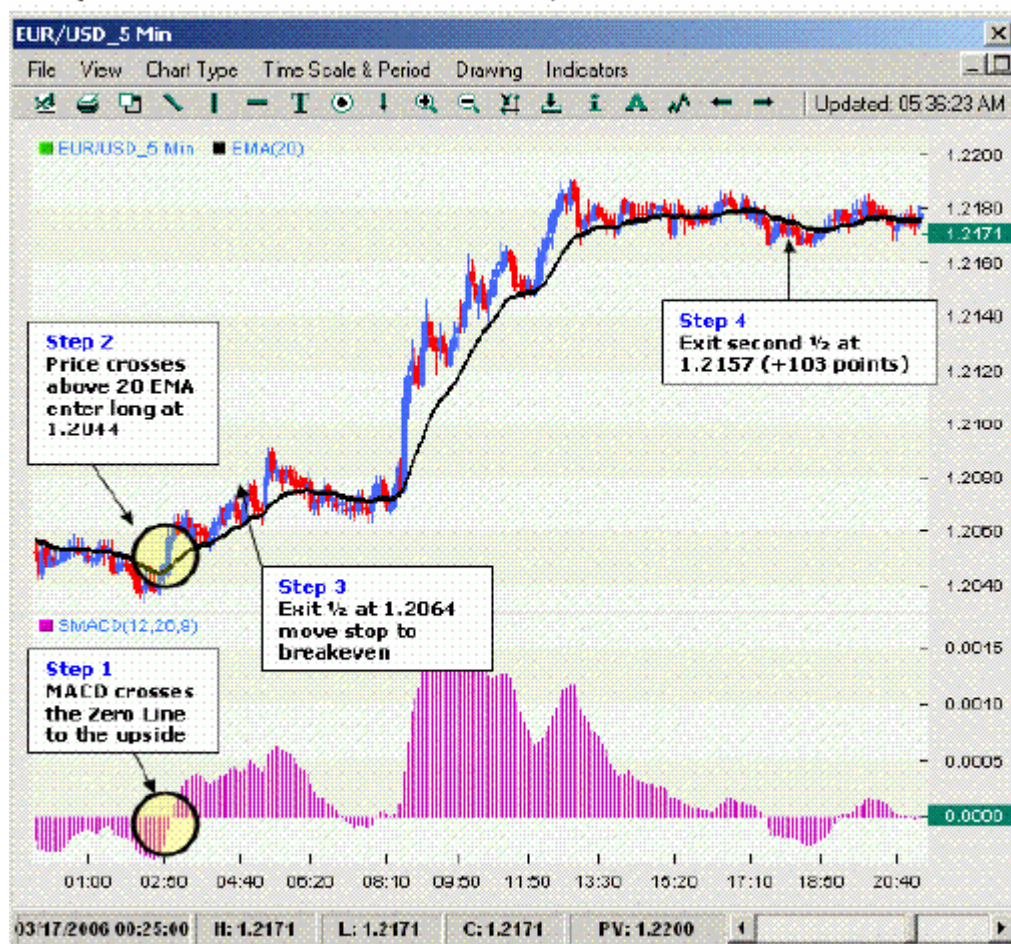 EUR/USD_5 Min
File View Chart Type Time Scale & Period Drawing Indicators
T i A Updated: 05:36:23 AM
EUR/USD_5 Min EMA(20)
1.2200
1.2180
1.2171
1.2160
1.2140
1.2120
1.2100
1.2080
1.2060
1.2040
Step 2
Price crosses
above 20 EMA
enter long at
1.2044
Step 4
Exit second ½ at
1.2157 (+103 points)
Step 3
Exit ½ at 1.2064
move stop to
breakeven
SMACD(12,26,9)
Step 1
MACD crosses
the Zero Line
to the upside
0.0015
0.0010
0.0005
0.0000
01:00 02:50 04:40 06:20 08:10 09:50 11:50 13:30 15:20 17:10 18:50 20:40
03/17/2006 00:25:00 H: 1.2171 L: 1.2171 C: 1.2171 PV: 1.2200